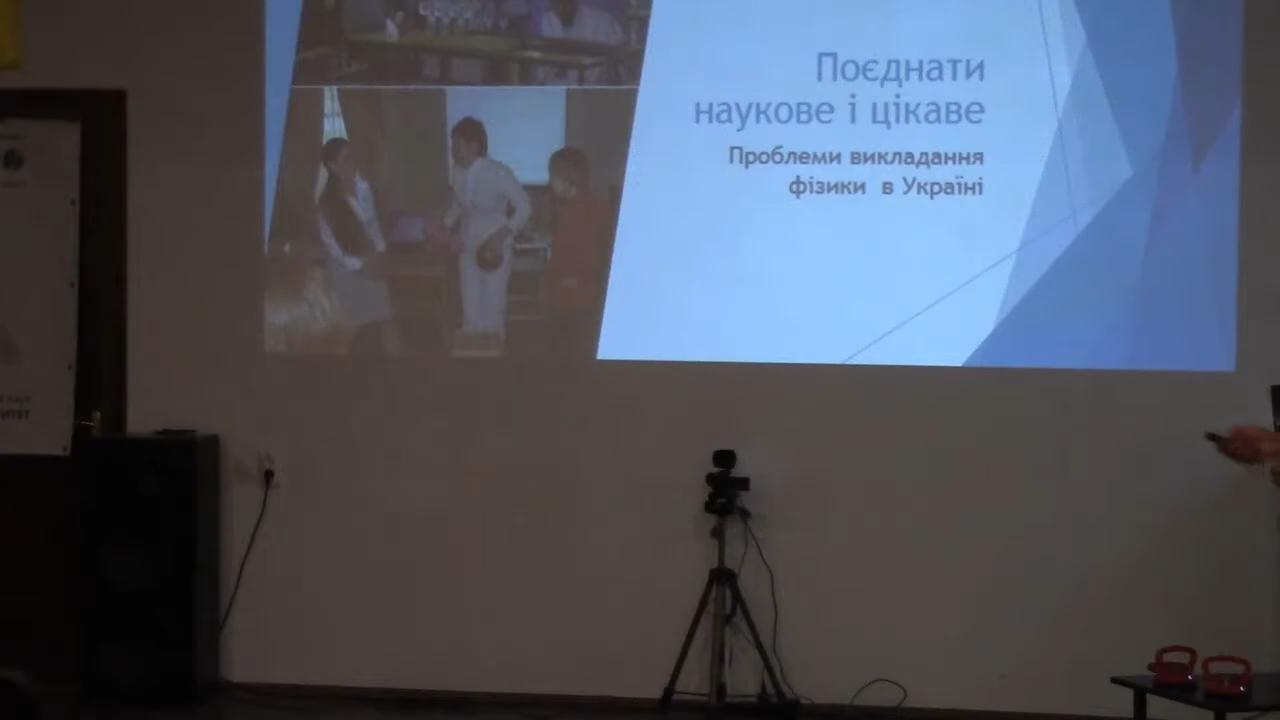 Поєднати
наукове і цікаве
Проблеми викладання
фізики в Україні